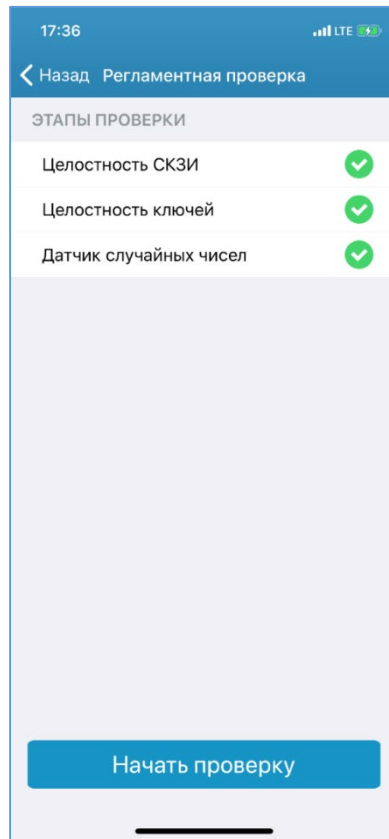 17:36 LTE
Назад Регламентная проверка
ЭТАПЫ ПРОВЕРКИ
Целостность СКЗИ
Целостность ключей
Датчик случайных чисел
Начать проверку